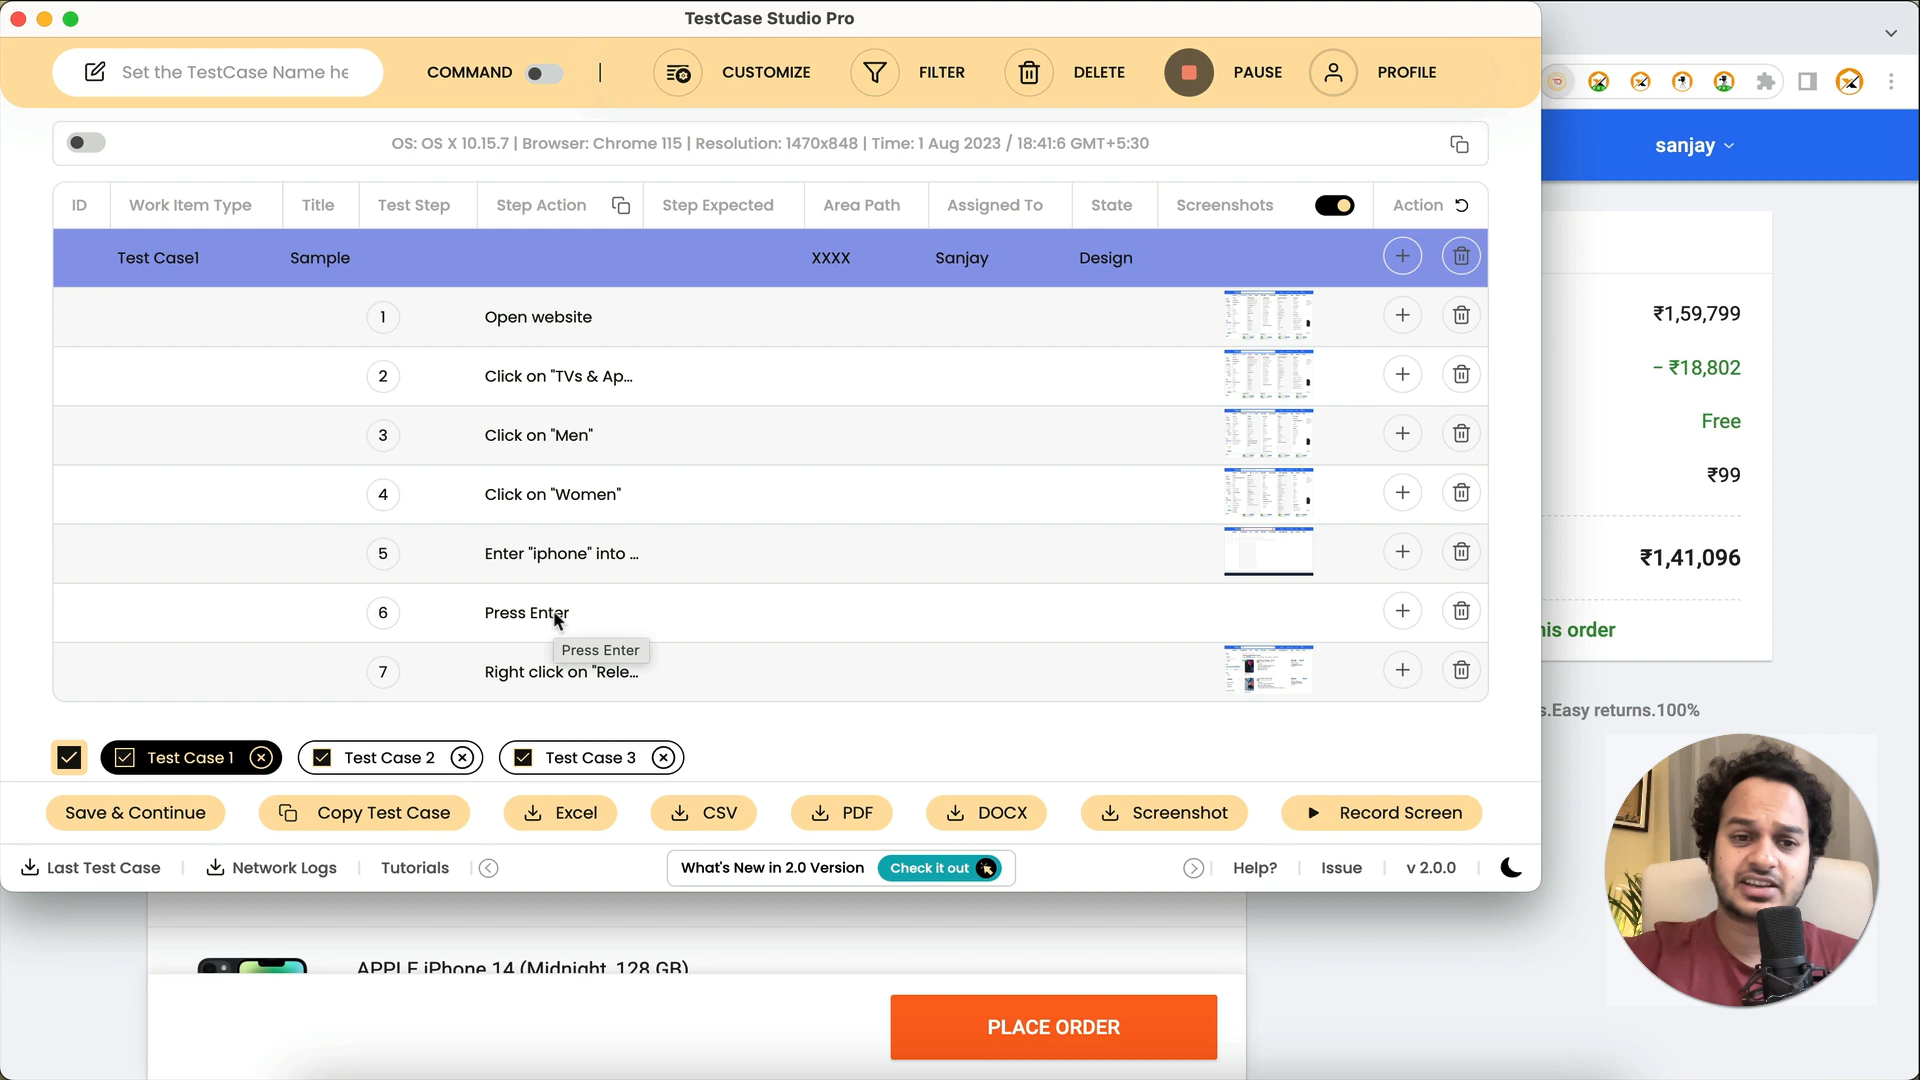 TestCase Studio Pro
Set the TestCase Name he
COMMAND
CUSTOMIZE
FILTER
DELETE
PAUSE
PROFILE
OS: OS X 10.15.7 | Browser: Chrome 115 | Resolution: 1470x848 | Time: 1 Aug 2023 / 18:41:6 GMT+5:30
sanjay
ID Work Item Type Title Test Step Step Action Step Expected Area Path Assigned To State Screenshots Action
Test Case1 Sample XXXX Sanjay Design
1 Open website
2 Click on "TVs & Ap...
3 Click on "Men"
4 Click on "Women"
5 Enter "iphone" into ...
6 Press Enter
Press Enter
7 Right click on "Rele...
₹1,59,799
− ₹18,802
Free
₹99
₹1,41,096
his order
s.Easy returns.100%
Test Case 1
Test Case 2
Test Case 3
Save & Continue
Copy Test Case
Excel
CSV
PDF
DOCX
Screenshot
Record Screen
Last Test Case
Network Logs
Tutorials
What's New in 2.0 Version
Check it out
Help?
Issue
v 2.0.0
APPLE iPhone 14 (Midnight, 128 GB)
PLACE ORDER